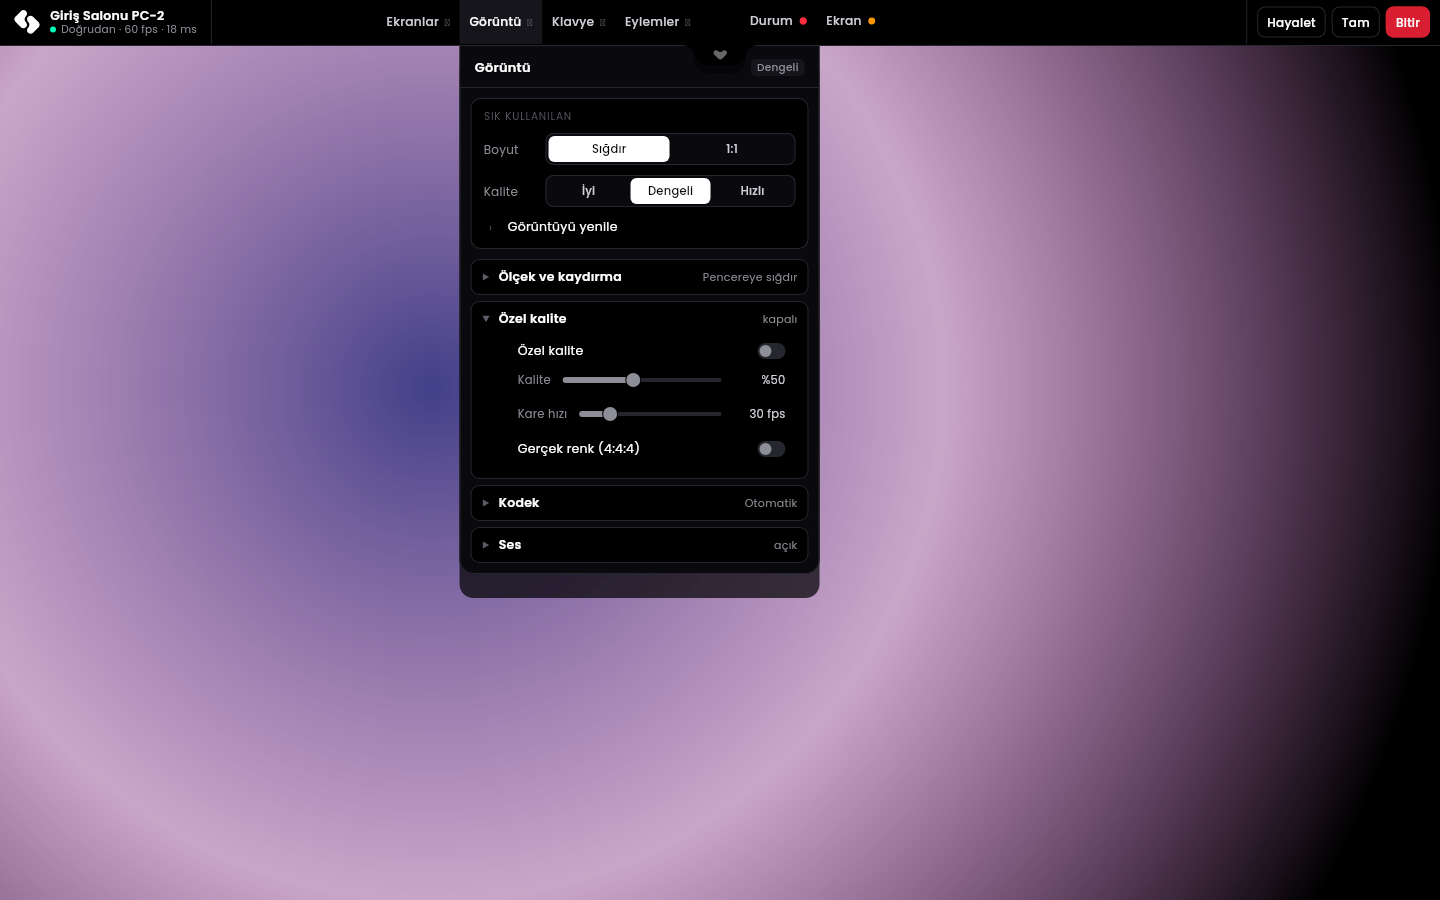 Giriş Salonu PC-2
Doğrudan · 60 fps · 18 ms
Ekranlar
Görüntü
Klavye
Eylemler
Durum
Ekran
Hayalet
Tam
Bitir
Görüntü
Dengeli
SIK KULLANILAN
Boyut
Sığdır
1:1
Kalite
İyi
Dengeli
Hızlı
Görüntüyü yenile
Ölçek ve kaydırma
Pencereye sığdır
Özel kalite
kapalı
Özel kalite
Kalite
%50
Kare hızı
30 fps
Gerçek renk (4:4:4)
Kodek
Otomatik
Ses
açık